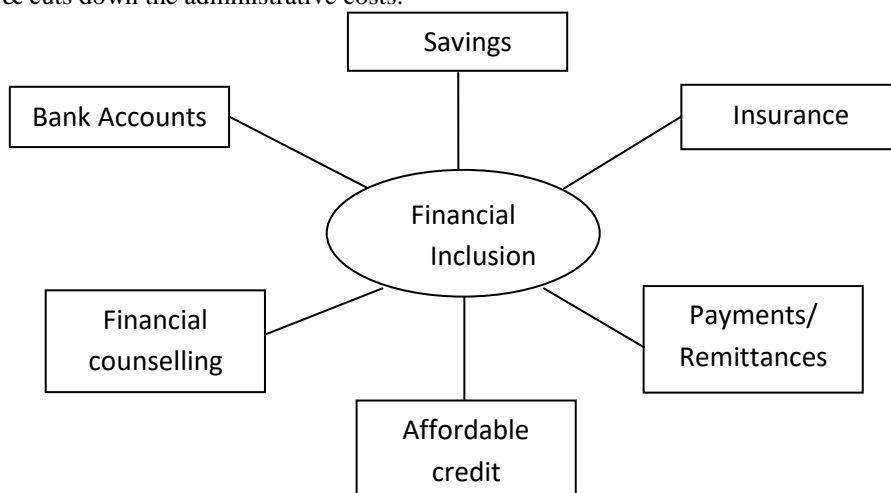 & cuts down the administrative costs.
Savings
Bank Accounts
Insurance
Financial
Inclusion
Financial
counselling
Payments/
Remittances
Affordable
credit